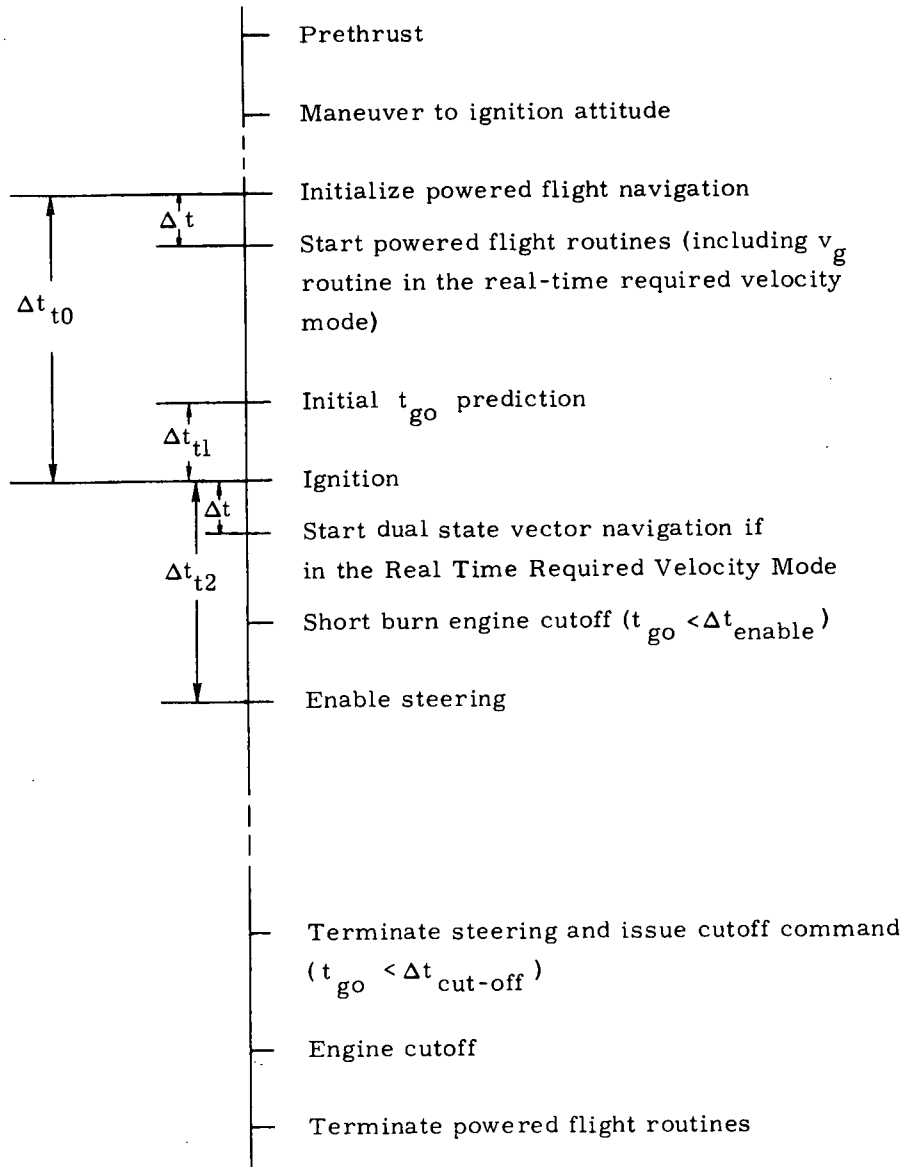 Prethrust
Maneuver to ignition attitude
Initialize powered flight navigation
Δt
Start powered flight routines (including v_g
routine in the real-time required velocity
mode)
Δt_t0
Initial t_go prediction
Δt_t1
Ignition
Δt
Start dual state vector navigation if
in the Real Time Required Velocity Mode
Δt_t2
Short burn engine cutoff (t_go <Δt_enable)
Enable steering
Terminate steering and issue cutoff command
(t_go <Δt_cut-off)
Engine cutoff
Terminate powered flight routines